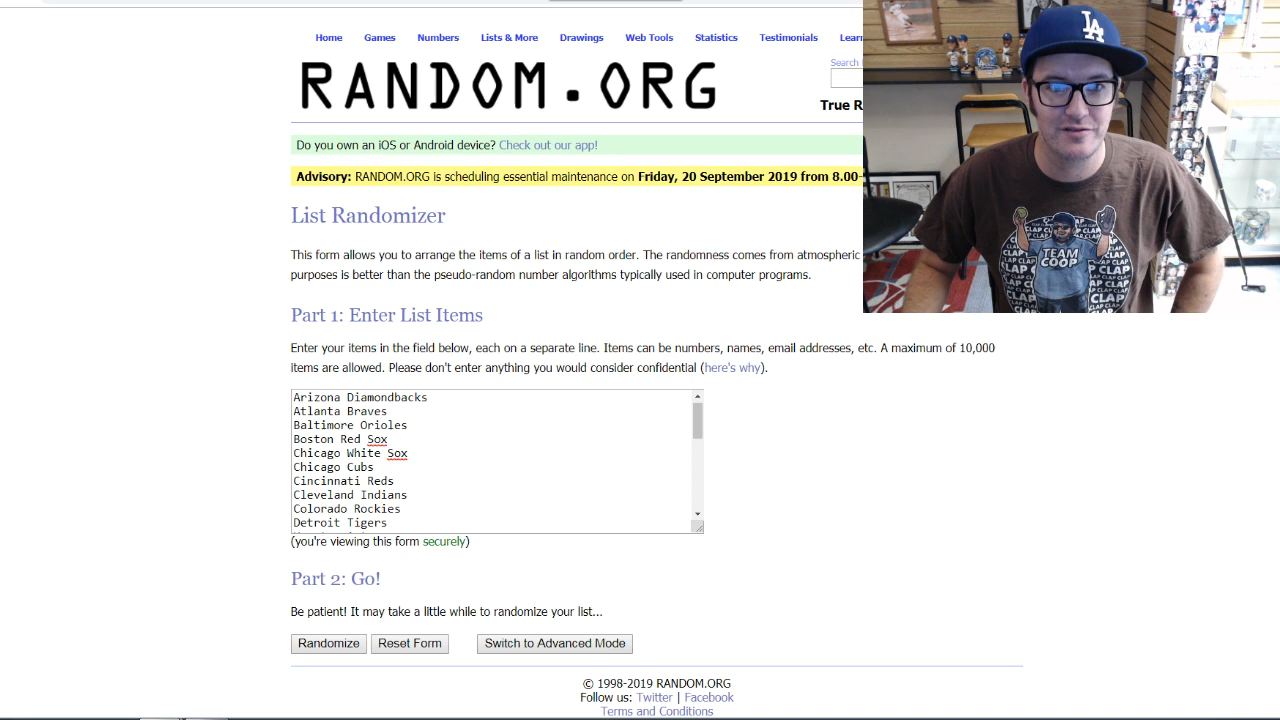 Home Games Numbers Lists & More Drawings Web Tools Statistics Testimonials Lear
RANDOM.ORG
Search
True R
Do you own an iOS or Android device? Check out our app!
Advisory: RANDOM.ORG is scheduling essential maintenance on Friday, 20 September 2019 from 8.00-
List Randomizer
This form allows you to arrange the items of a list in random order. The randomness comes from atmospheric
purposes is better than the pseudo-random number algorithms typically used in computer programs.
Part 1: Enter List Items
Enter your items in the field below, each on a separate line. Items can be numbers, names, email addresses, etc. A maximum of 10,000
items are allowed. Please don't enter anything you would consider confidential (here's why).
Arizona Diamondbacks
Atlanta Braves
Baltimore Orioles
Boston Red Sox
Chicago White Sox
Chicago Cubs
Cincinnati Reds
Cleveland Indians
Colorado Rockies
Detroit Tigers
(you're viewing this form securely)
Part 2: Go!
Be patient! It may take a little while to randomize your list...
Randomize Reset Form Switch to Advanced Mode
© 1998-2019 RANDOM.ORG
Follow us: Twitter | Facebook
Terms and Conditions
LA
CLAP CLAP
CLAP CLAP CLAP
TEAM
COOP
CLAP